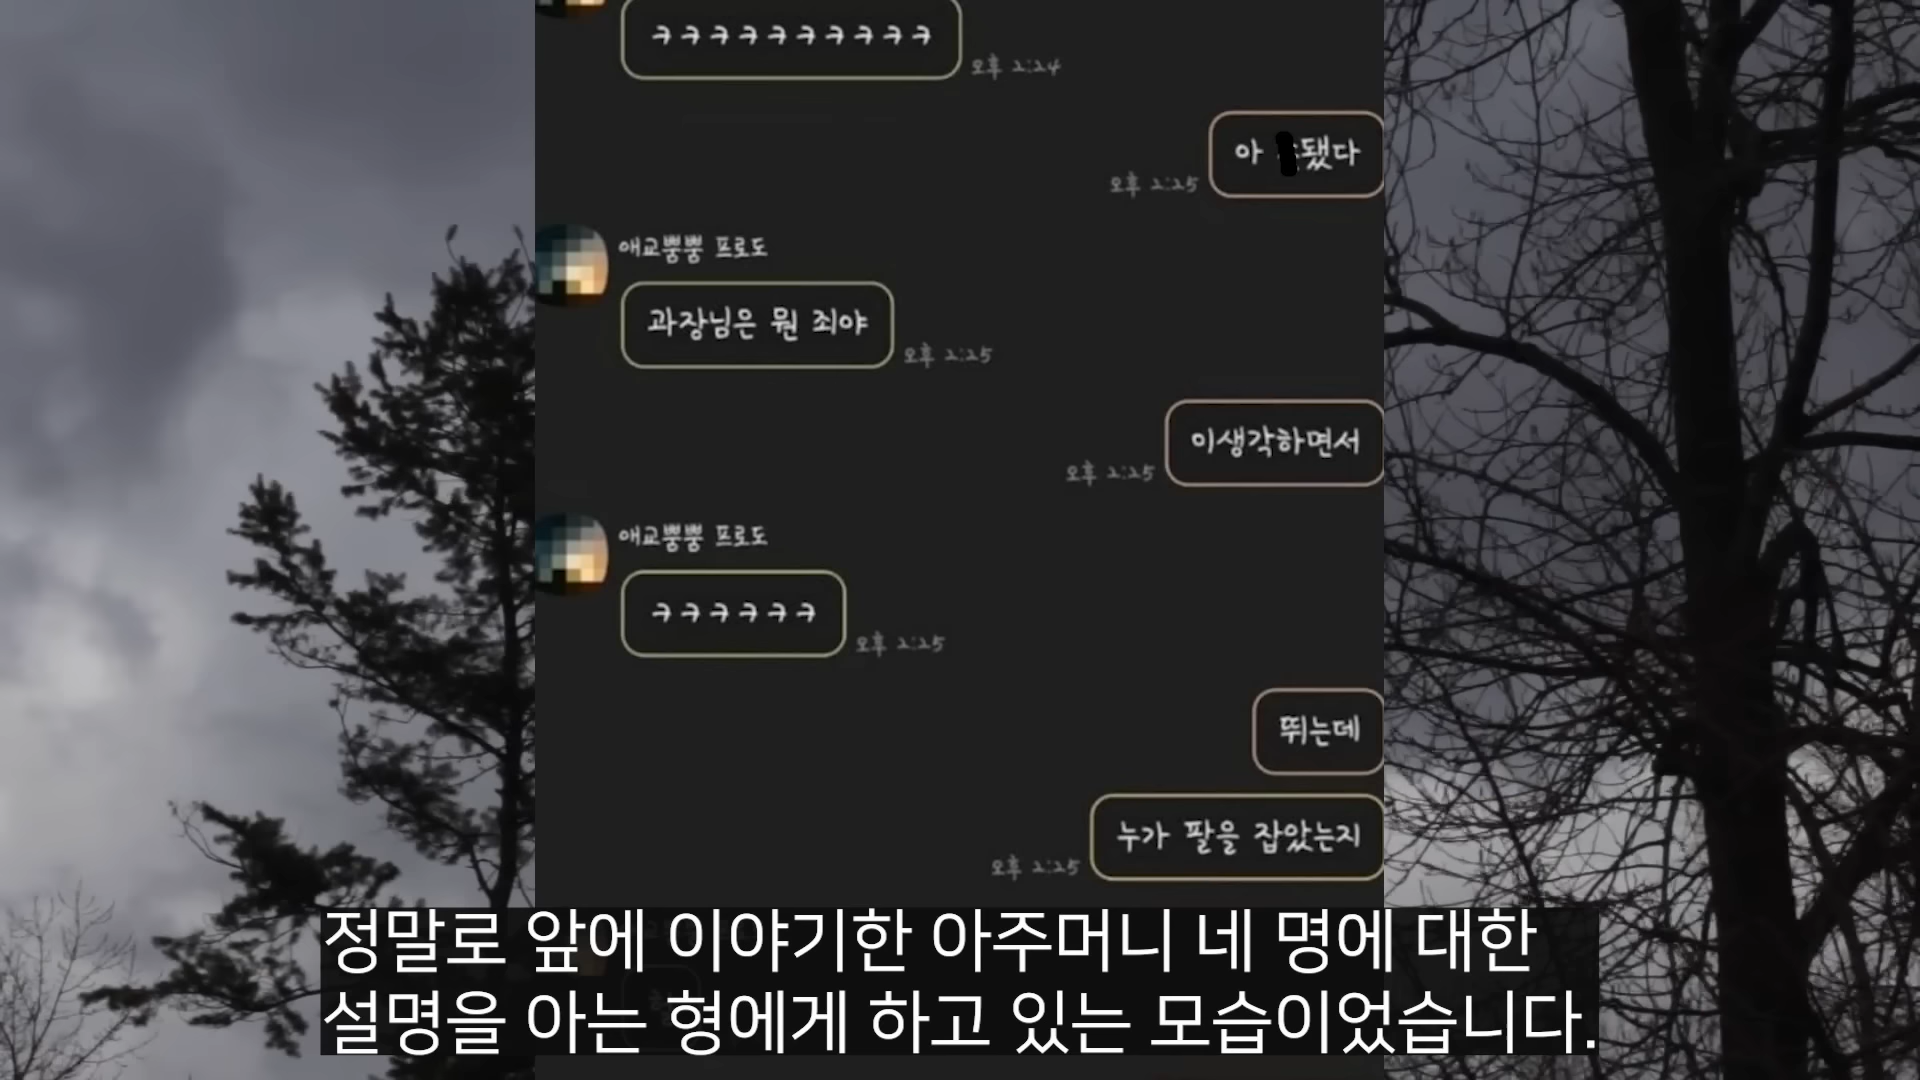 ㅋㅋㅋㅋㅋㅋㅋㅋㅋㅋ
오후 2:24
아 됐다
오후 2:25
애교뿡뿡 프로도
과장님은 뭔 죄야
오후 2:25
이생각하면서
오후 2:25
애교뿡뿡 프로도
ㅋㅋㅋㅋㅋㅋ
오후 2:25
뛰는데
누가 팔을 잡았는지
오후 2:25
정말로 앞에 이야기한 아주머니 네 명에 대한
설명을 아는 형에게 하고 있는 모습이었습니다.